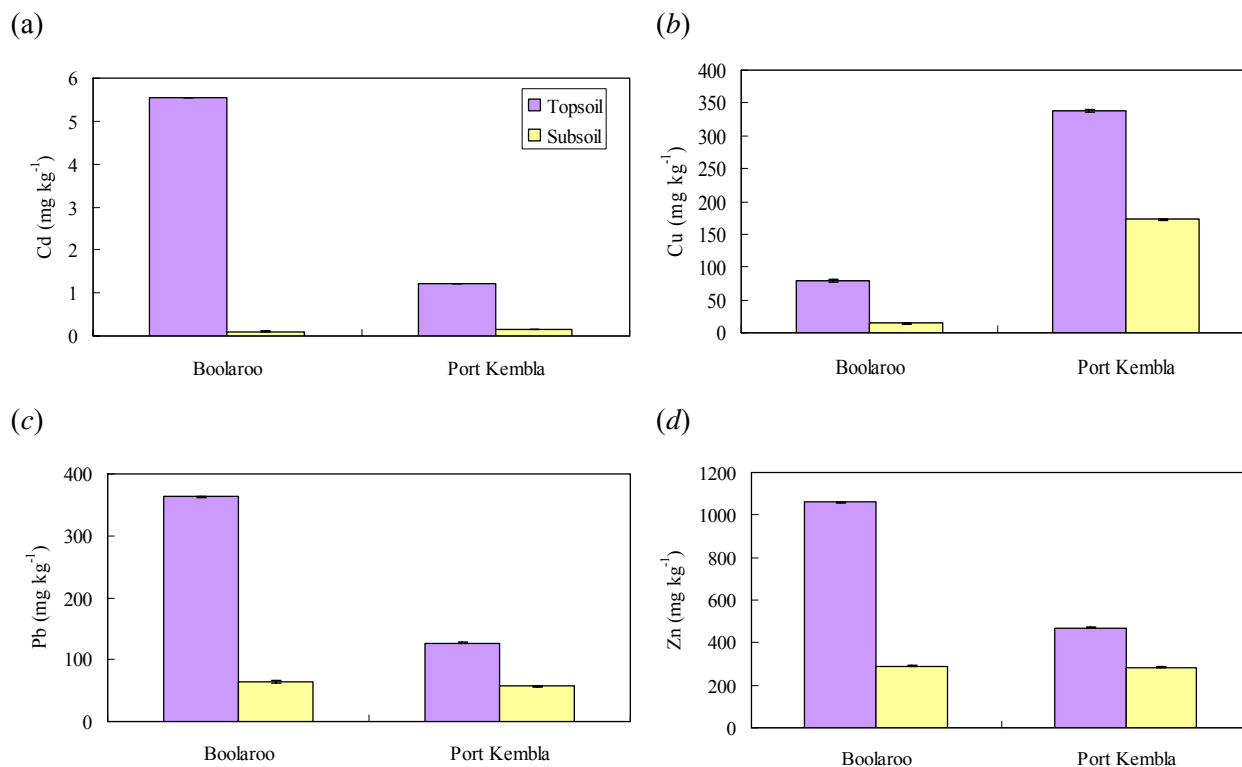 (a)
6
5
4
3
2
1
0
Cd (mg kg⁻¹)
Topsoil
Subsoil
Boolaroo Port Kembla
(b)
400
350
300
250
200
150
100
50
0
Cu (mg kg⁻¹)
Boolaroo Port Kembla
(c)
400
300
200
100
0
Pb (mg kg⁻¹)
Boolaroo Port Kembla
(d)
1200
1000
800
600
400
200
0
Zn (mg kg⁻¹)
Boolaroo Port Kembla